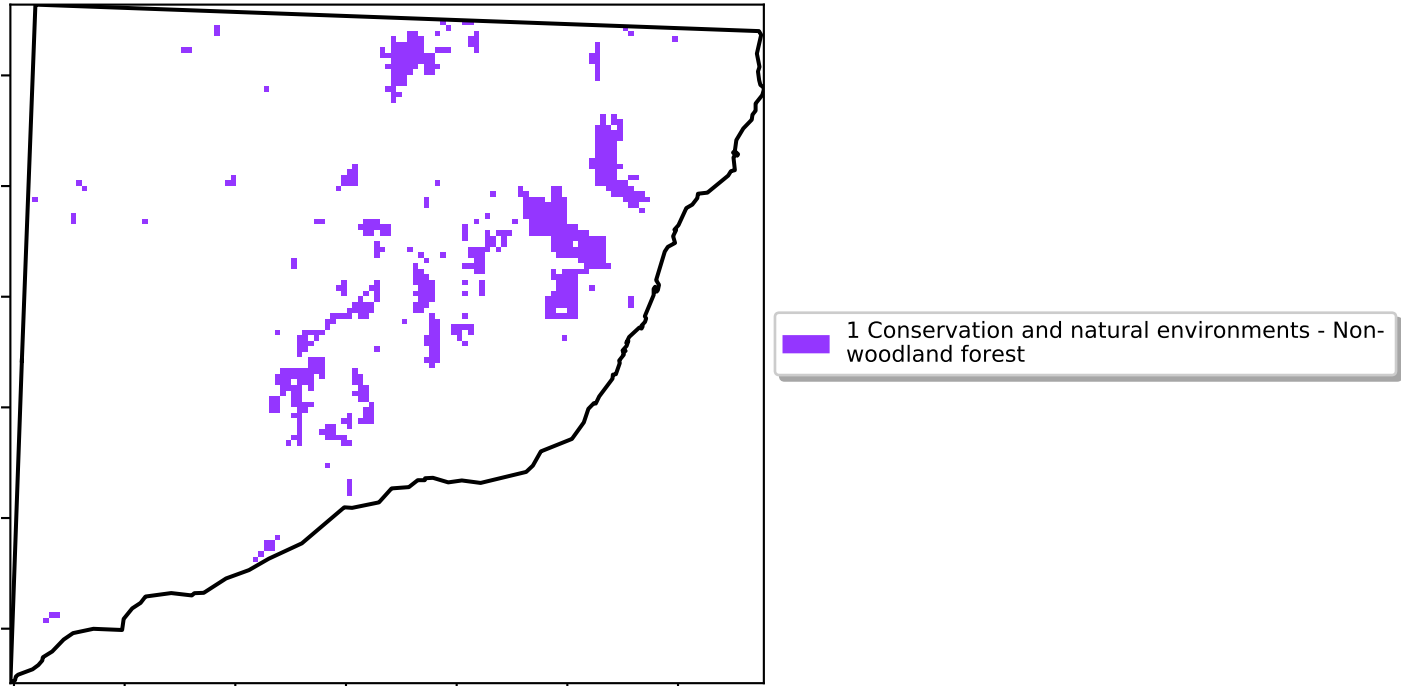 1 Conservation and natural environments - Non-
woodland forest